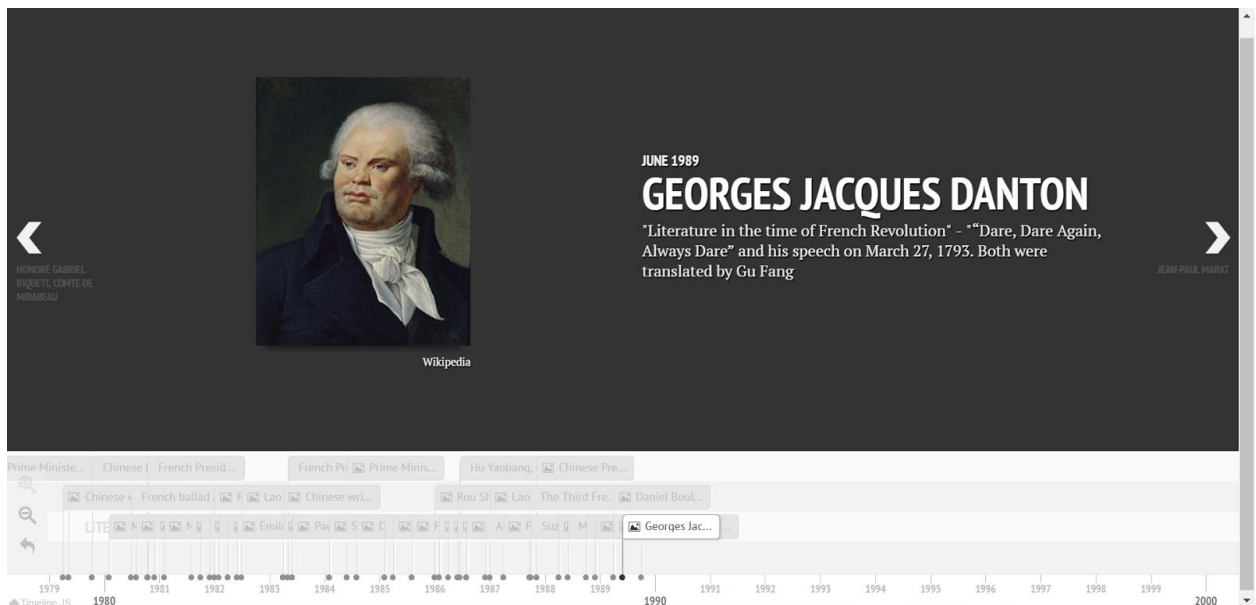 JUNE 1989
GEORGES JACQUES DANTON
"Literature in the time of French Revolution" - "“Dare, Dare Again,
Always Dare” and his speech on March 27, 1793. Both were
translated by Gu Fang
HONORÉ GABRIEL
RIQUETI, COMTE DE
MIRABEAU
JEAN-PAUL MARAT
Wikipedia
Prime Ministe... Chinese French Presid... French Pr Prime Minis... Hu Yaobang, Chinese Pre...
Chinese w French ballad Lao Chinese wri... Rou Sh Lao The Third Fre.. Daniel Boul...
LITE Emil Pau Suz M Georges Jac...
1979 1981 1982 1983 1984 1985 1986 1987 1988 1989 1991 1992 1993 1994 1995 1996 1997 1998 1999
Timeline JS 1980 1990 2000